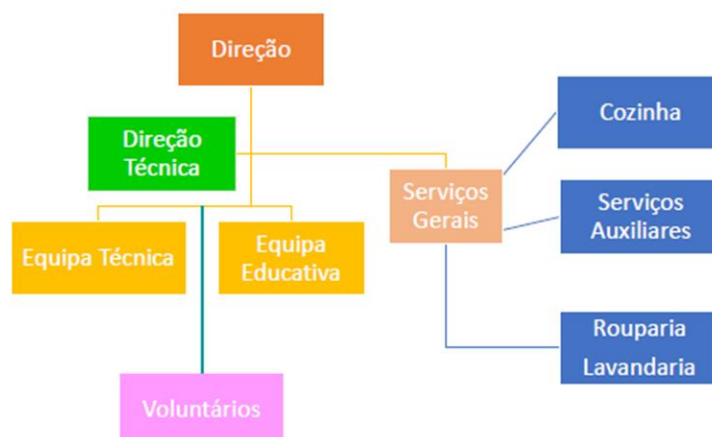 Direção
Direção
Técnica
Equipa Técnica
Equipa
Educativa
Voluntários
Serviços
Gerais
Cozinha
Serviços
Auxiliares
Rouparia
Lavandaria